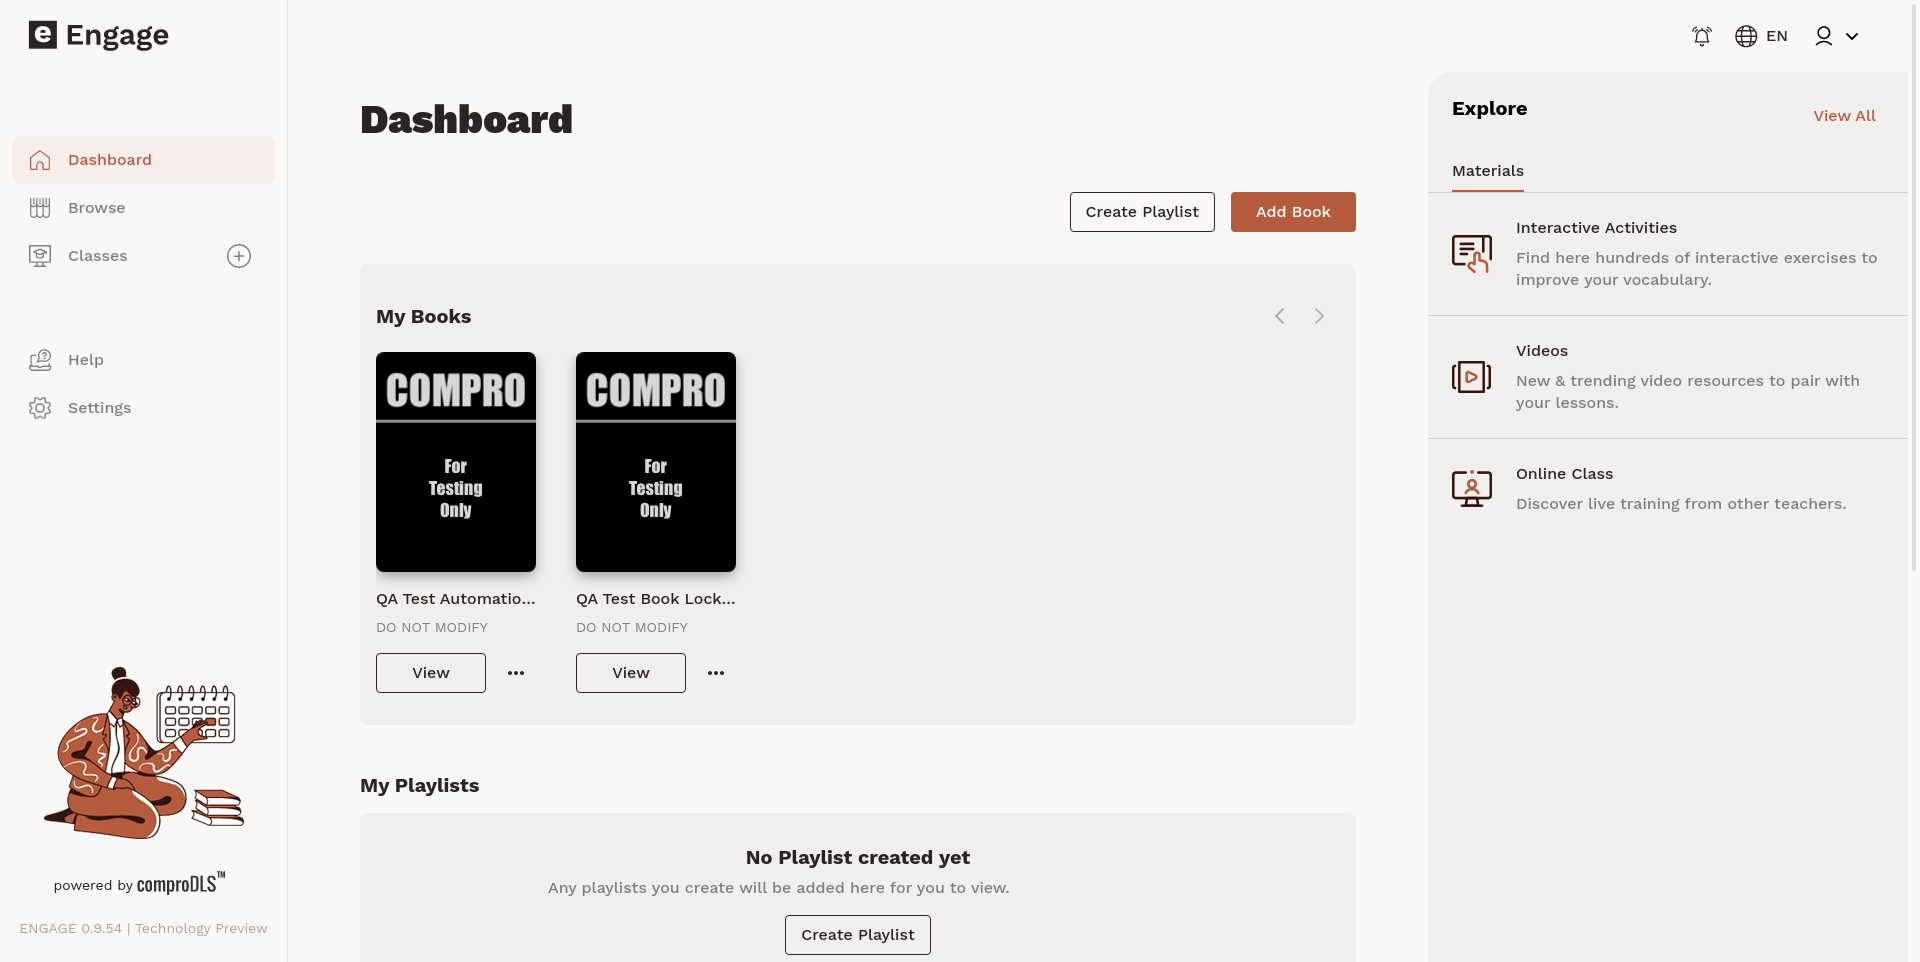 e Engage
EN
Dashboard
Browse
Classes
Help
Settings
powered by comproDLS™
ENGAGE 0.9.54 | Technology Preview
Dashboard
Create Playlist
Add Book
My Books
COMPRO
For
Testing
Only
QA Test Automatio...
DO NOT MODIFY
View
COMPRO
For
Testing
Only
QA Test Book Lock...
DO NOT MODIFY
View
My Playlists
No Playlist created yet
Any playlists you create will be added here for you to view.
Create Playlist
Explore
View All
Materials
Interactive Activities
Find here hundreds of interactive exercises to
improve your vocabulary.
Videos
New & trending video resources to pair with
your lessons.
Online Class
Discover live training from other teachers.